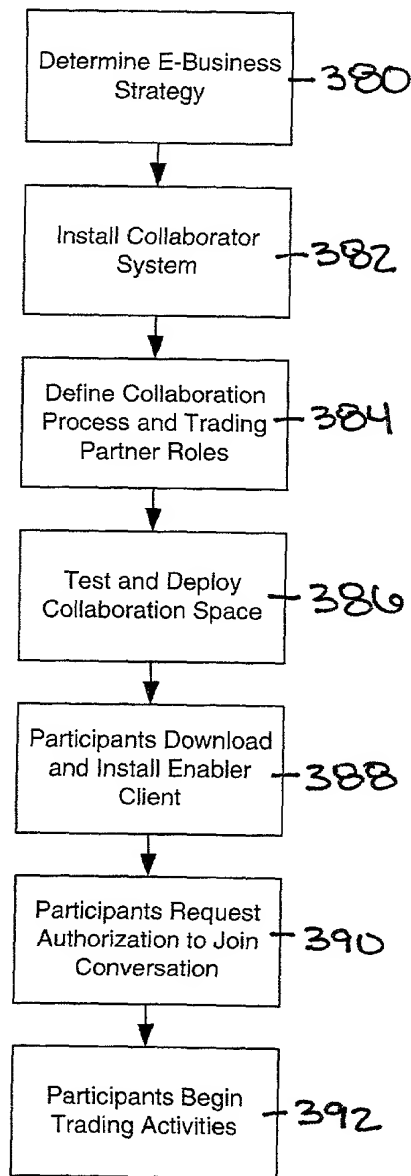 Determine E-Business
Strategy
380
Install Collaborator
System
382
Define Collaboration
Process and Trading
Partner Roles
384
Test and Deploy
Collaboration Space
386
Participants Download
and Install Enabler
Client
388
Participants Request
Authorization to Join
Conversation
390
Participants Begin
Trading Activities
392